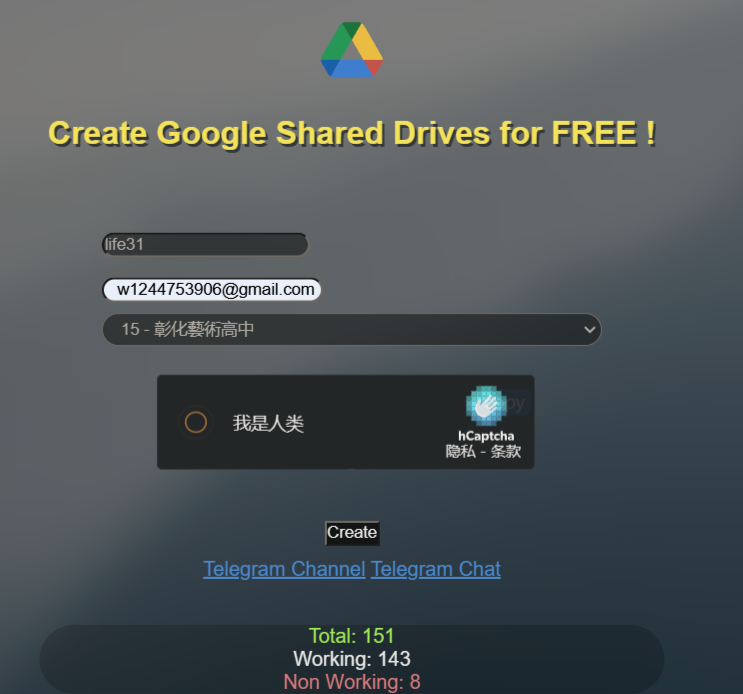 Create Google Shared Drives for FREE !
life31
w1244753906@gmail.com
15 - 彰化藝術高中
我是人类
hCaptcha
隐私 - 条款
Create
Telegram Channel Telegram Chat
Total: 151
Working: 143
Non Working: 8